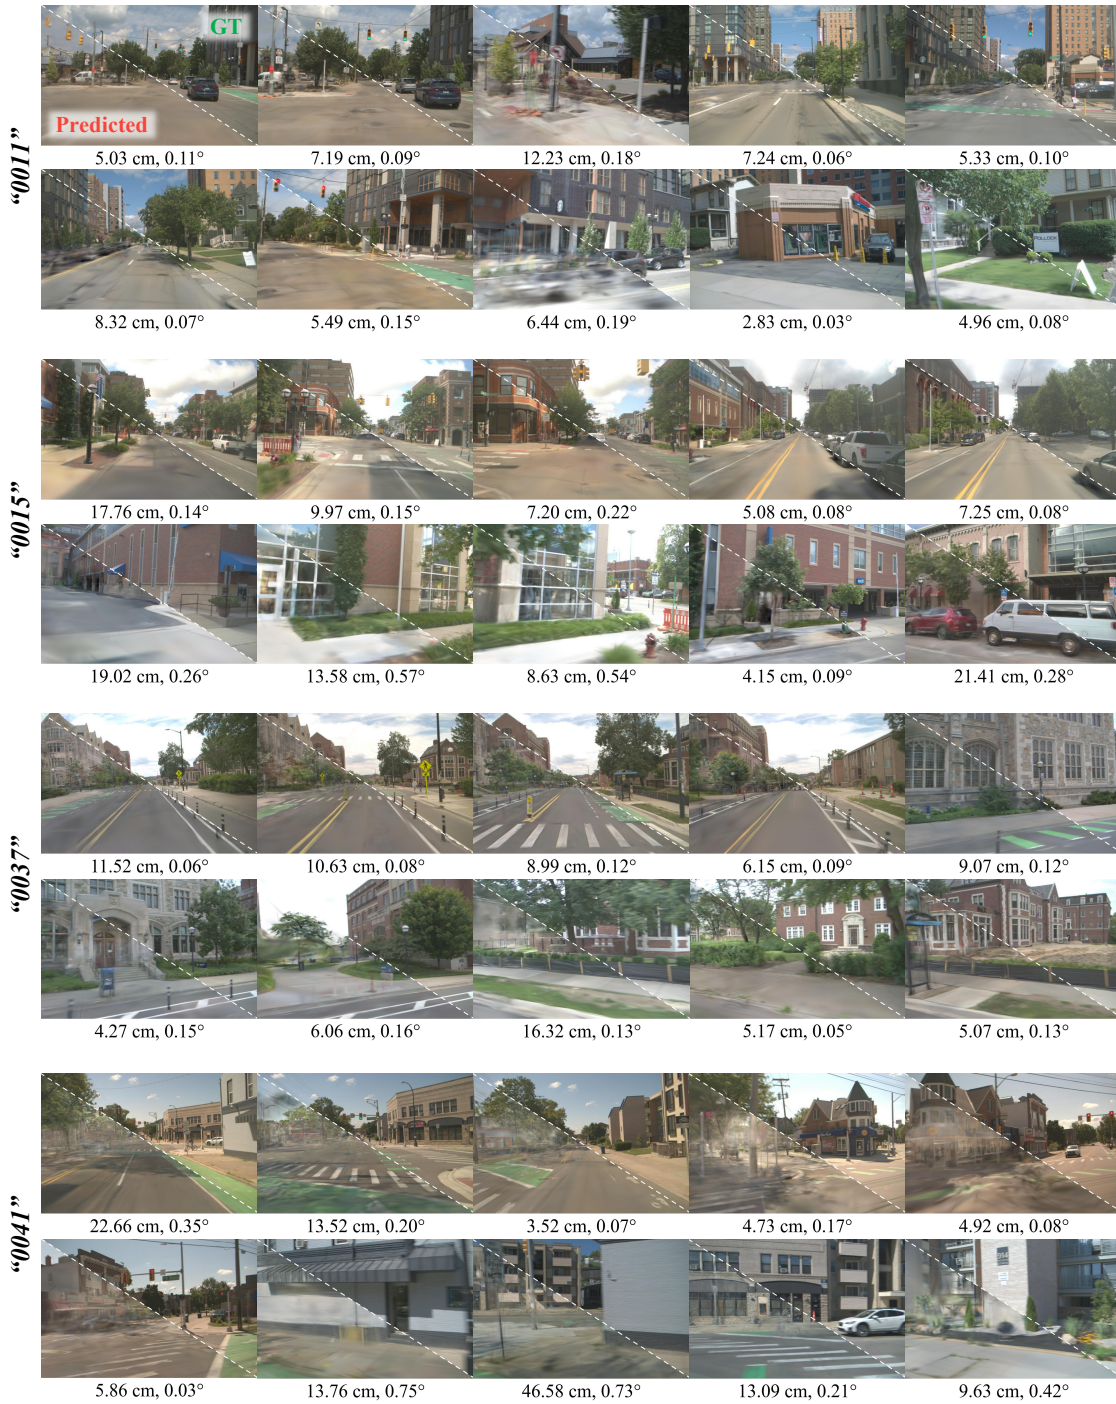 GT
Predicted
“0011”
5.03 cm, 0.11°
7.19 cm, 0.09°
12.23 cm, 0.18°
7.24 cm, 0.06°
5.33 cm, 0.10°
POLLOCK
8.32 cm, 0.07°
5.49 cm, 0.15°
6.44 cm, 0.19°
2.83 cm, 0.03°
4.96 cm, 0.08°
“0015”
17.76 cm, 0.14°
9.97 cm, 0.15°
7.20 cm, 0.22°
5.08 cm, 0.08°
7.25 cm, 0.08°
19.02 cm, 0.26°
13.58 cm, 0.57°
8.63 cm, 0.54°
4.15 cm, 0.09°
21.41 cm, 0.28°
“0037”
11.52 cm, 0.06°
10.63 cm, 0.08°
8.99 cm, 0.12°
6.15 cm, 0.09°
9.07 cm, 0.12°
4.27 cm, 0.15°
6.06 cm, 0.16°
16.32 cm, 0.13°
5.17 cm, 0.05°
5.07 cm, 0.13°
“0041”
22.66 cm, 0.35°
13.52 cm, 0.20°
3.52 cm, 0.07°
4.73 cm, 0.17°
4.92 cm, 0.08°
5.86 cm, 0.03°
13.76 cm, 0.75°
46.58 cm, 0.73°
13.09 cm, 0.21°
9.63 cm, 0.42°